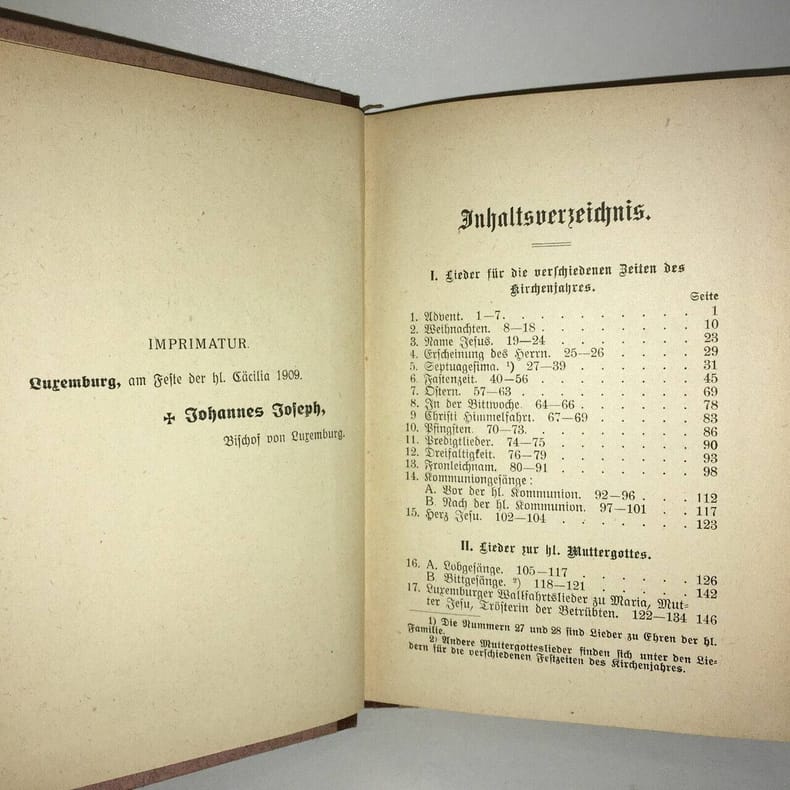 IMPRIMATUR.
Luxemburg, am Feste der hl. Cäcilia 1909.
✠ Johannes Joseph,
Bischof von Luxemburg.
Inhaltsverzeichnis.
I. Lieder für die verschiedenen Zeiten des
Kirchenjahres.
Seite
1. Advent. 1—7. . . . . . . . . 1
2. Weihnachten. 8—18 . . . . . . . 10
3. Name Jesus. 19—24 . . . . . . . 23
4. Erscheinung des Herrn. 25—26 . . . . 29
5. Septuagesima. ¹) 27—39 . . . . . 31
6. Fastenzeit. 40—56 . . . . . . . 45
7. Ostern. 57—63 . . . . . . . . 69
8. In der Bittwoche. 64—66 . . . . . 78
9 Christi Himmelfahrt. 67—69 . . . . 83
10. Pfingsten. 70—73. . . . . . . 86
11. Predigtlieder. 74—75 . . . . . . 90
12. Dreifaltigkeit. 76—79 . . . . . . 93
13. Fronleichnam. 80—91 . . . . . . 98
14. Kommuniongesänge:
A. Vor der hl. Kommunion. 92—96 . . . 112
B. Nach der hl. Kommunion. 97—101 . . 117
15. Herz Jesu. 102—104 . . . . . . 123
II. Lieder zur hl. Muttergottes.
16. A. Lobgesänge. 105—117 . . . . . 126
B Bittgesänge. ²) 118—121 . . . . . 142
17. Luxemburger Wallfahrtslieder zu Maria, Mut-
ter Jesu, Trösterin der Betrübten. 122—134 146
1) Die Nummern 27 und 28 sind Lieder zu Ehren der hl.
Familie.
2) Andere Muttergotteslieder finden sich unter den Lie-
dern für die verschiedenen Festzeiten des Kirchenjahres.